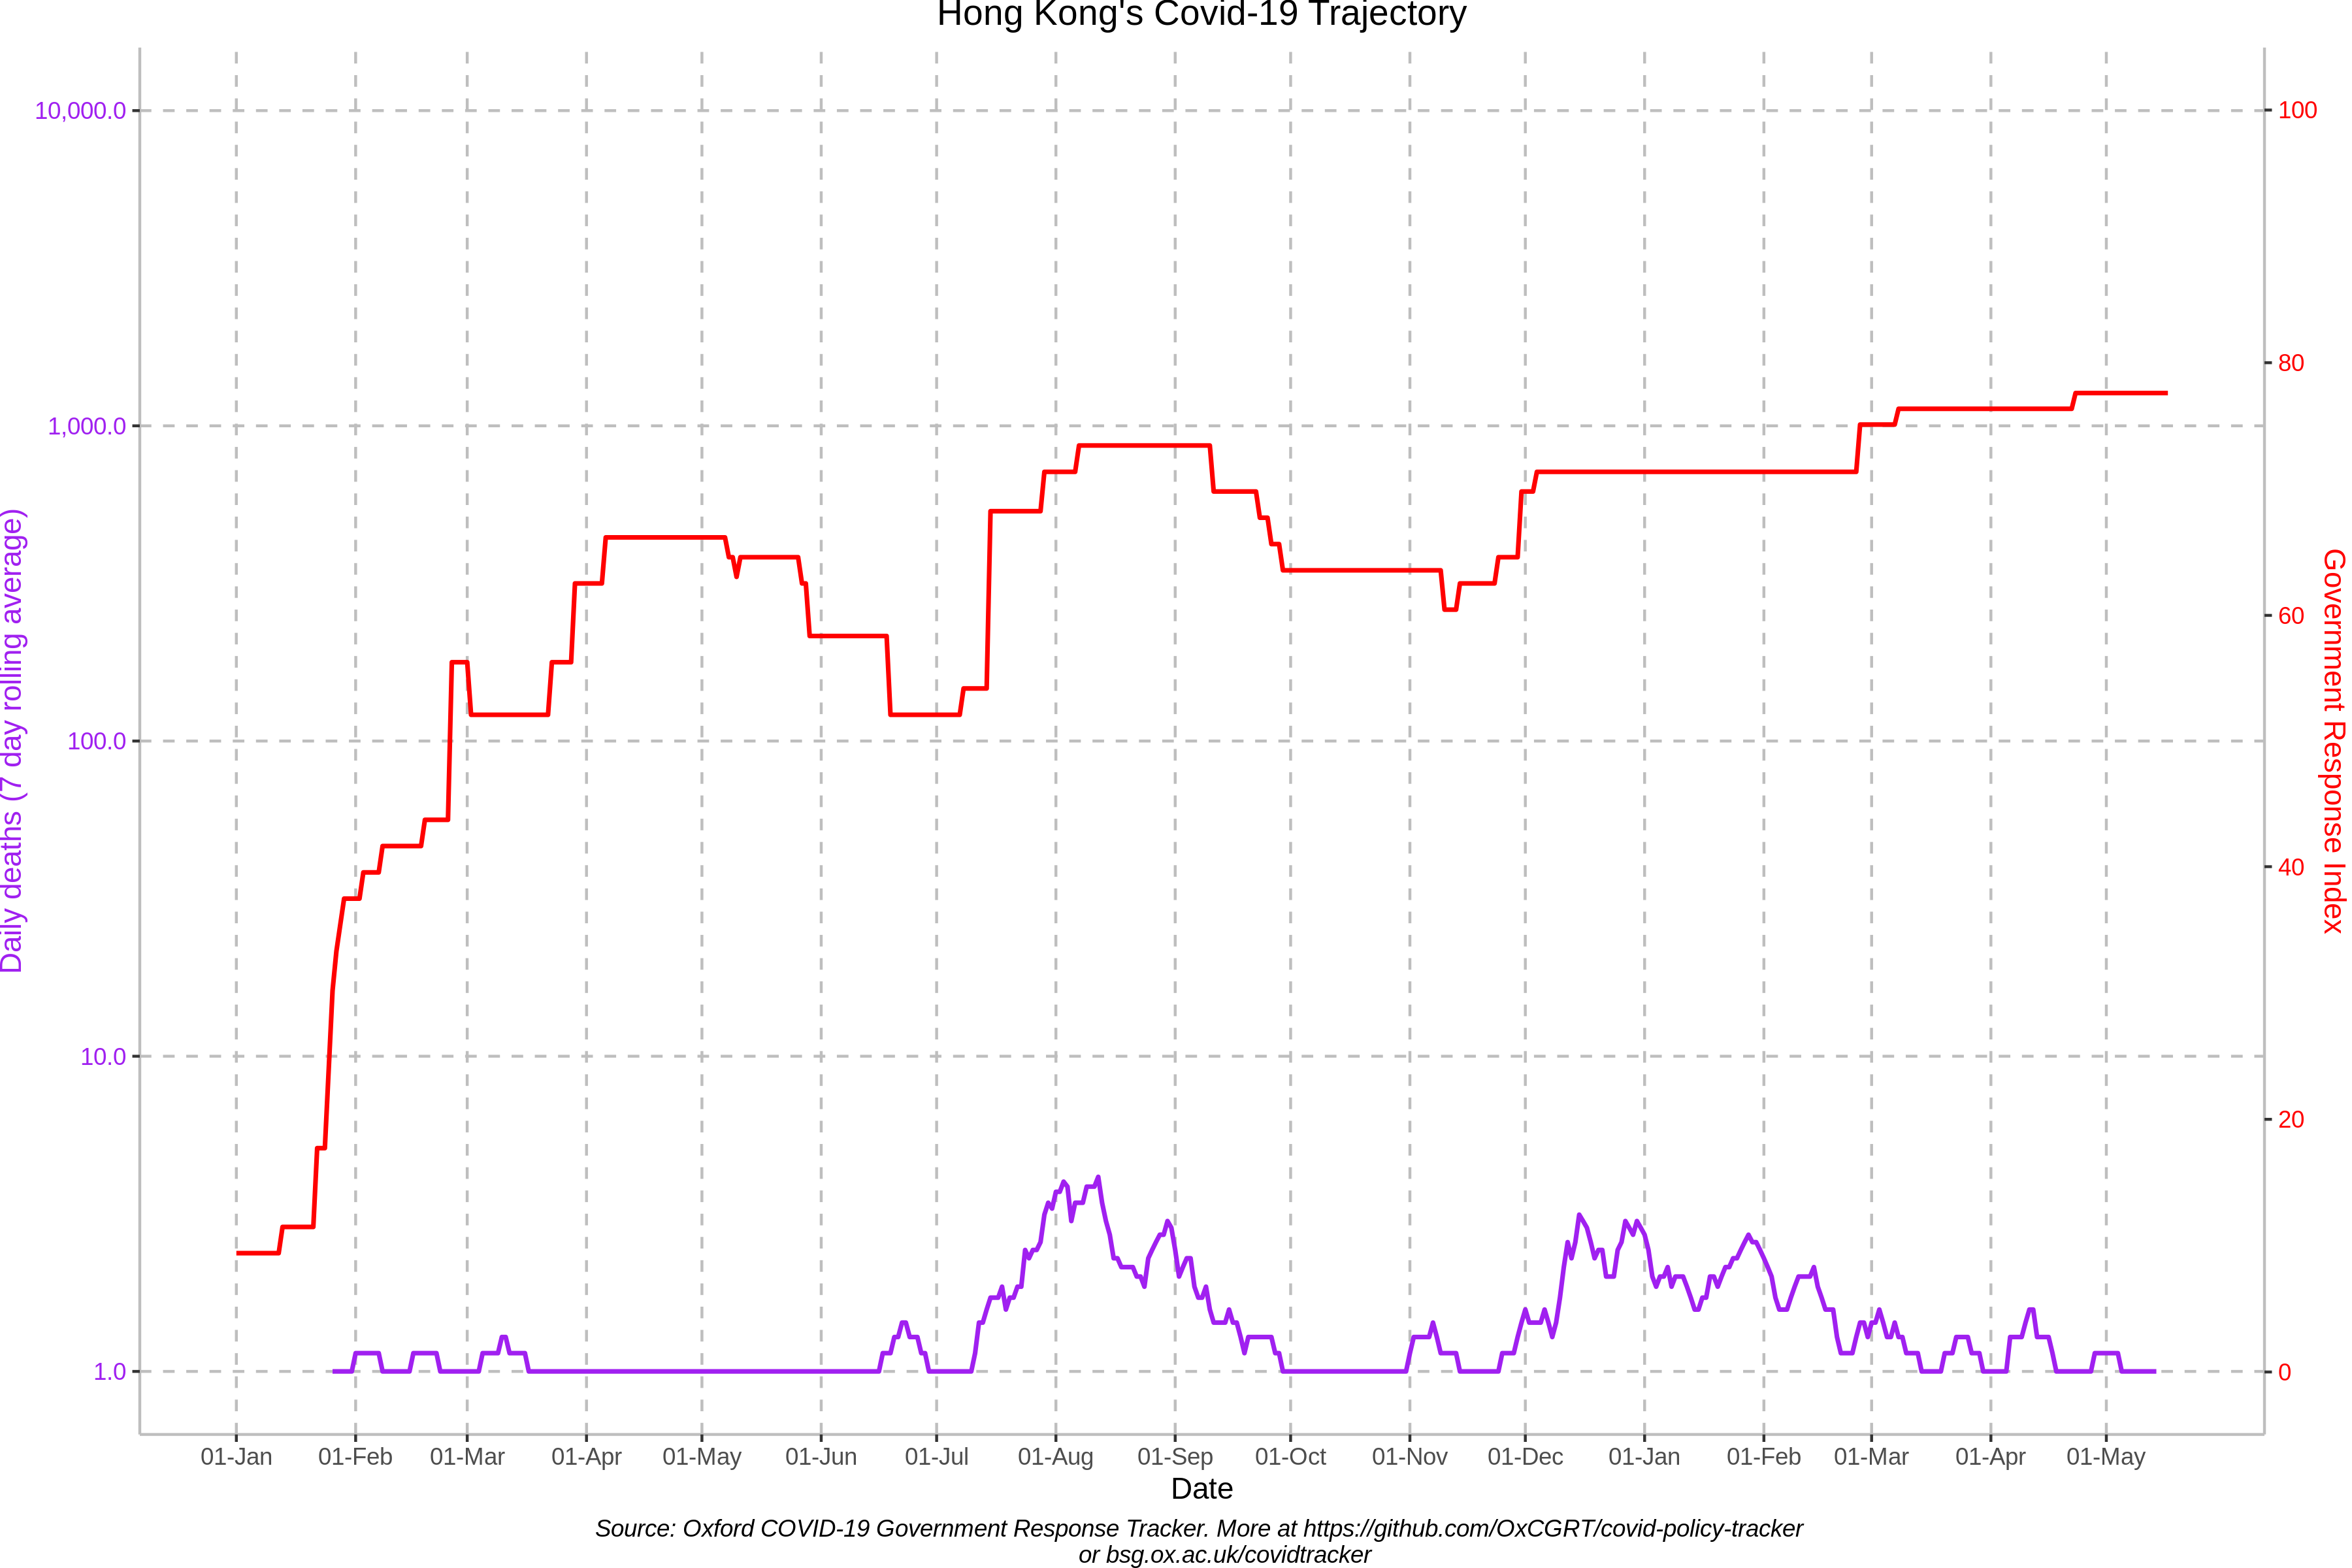 Hong Kong's Covid-19 Trajectory
10,000.0
1,000.0
100.0
10.0
1.0
Daily deaths (7 day rolling average)
100
80
60
40
20
0
Government Response Index
01-Jan 01-Feb 01-Mar 01-Apr 01-May 01-Jun 01-Jul 01-Aug 01-Sep 01-Oct 01-Nov 01-Dec 01-Jan 01-Feb 01-Mar 01-Apr 01-May
Date
Source: Oxford COVID-19 Government Response Tracker. More at https://github.com/OxCGRT/covid-policy-tracker
or bsg.ox.ac.uk/covidtracker